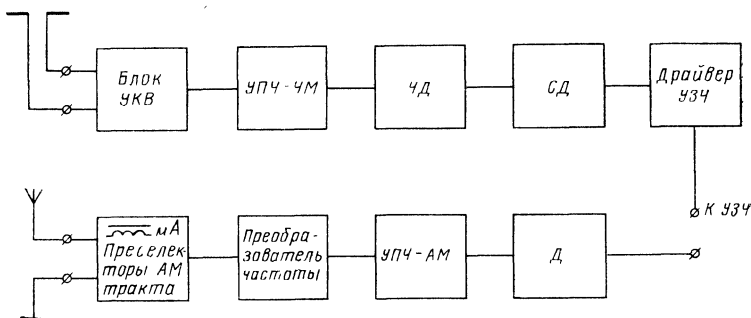 Блок
УКВ
УПЧ-ЧМ
ЧД
СД
Драйвер
УЗЧ
К УЗЧ
МА
Преселек-
торы АМ
тракта
Преобра-
зователь
частоты
УПЧ-АМ
Д